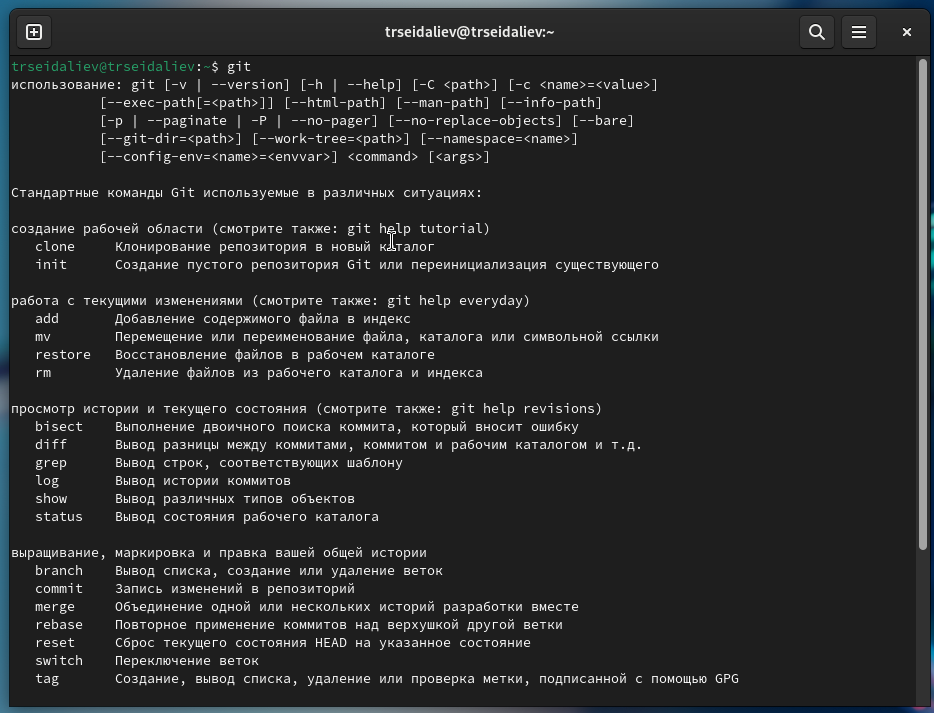 trseidaliev@trseidaliev:~
trseidaliev@trseidaliev:~$ git
использование: git [-v | --version] [-h | --help] [-C <path>] [-c <name>=<value>]
           [--exec-path[=<path>]] [--html-path] [--man-path] [--info-path]
           [-p | --paginate | -P | --no-pager] [--no-replace-objects] [--bare]
           [--git-dir=<path>] [--work-tree=<path>] [--namespace=<name>]
           [--config-env=<name>=<envvar>] <command> [<args>]

Стандартные команды Git используемые в различных ситуациях:

создание рабочей области (смотрите также: git help tutorial)
   clone     Клонирование репозитория в новый каталог
   init      Создание пустого репозитория Git или переинициализация существующего

работа с текущими изменениями (смотрите также: git help everyday)
   add       Добавление содержимого файла в индекс
   mv        Перемещение или переименование файла, каталога или символьной ссылки
   restore   Восстановление файлов в рабочем каталоге
   rm        Удаление файлов из рабочего каталога и индекса

просмотр истории и текущего состояния (смотрите также: git help revisions)
   bisect    Выполнение двоичного поиска коммита, который вносит ошибку
   diff      Вывод разницы между коммитами, коммитом и рабочим каталогом и т.д.
   grep      Вывод строк, соответствующих шаблону
   log       Вывод истории коммитов
   show      Вывод различных типов объектов
   status    Вывод состояния рабочего каталога

выращивание, маркировка и правка вашей общей истории
   branch    Вывод списка, создание или удаление веток
   commit    Запись изменений в репозиторий
   merge     Объединение одной или нескольких историй разработки вместе
   rebase    Повторное применение коммитов над верхушкой другой ветки
   reset     Сброс текущего состояния HEAD на указанное состояние
   switch    Переключение веток
   tag       Создание, вывод списка, удаление или проверка метки, подписанной с помощью GPG